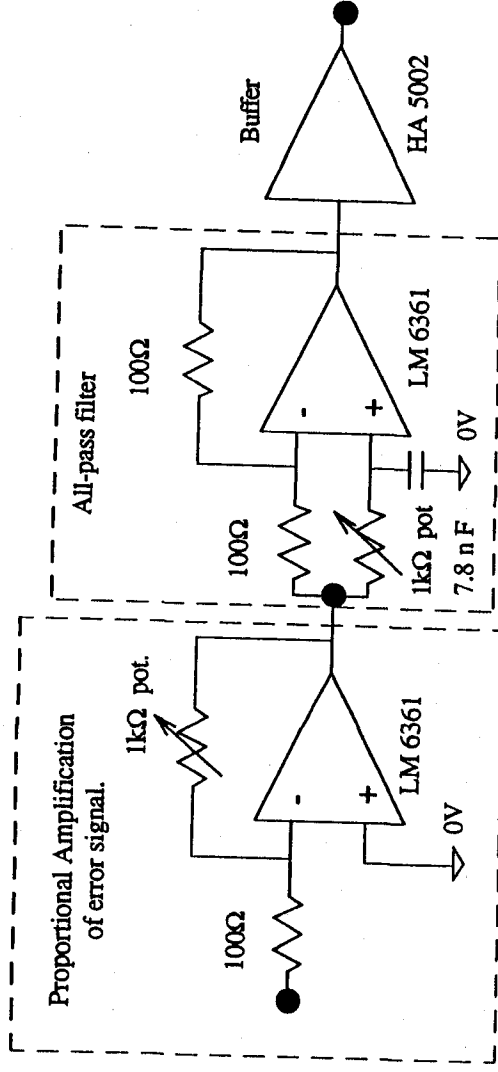 Proportional Amplification
of error signal.
1kΩ pot.
100Ω
-
+
LM 6361
0V
All-pass filter
100Ω
100Ω
-
+
1kΩ pot
7.8 n F
0V
LM 6361
Buffer
HA 5002